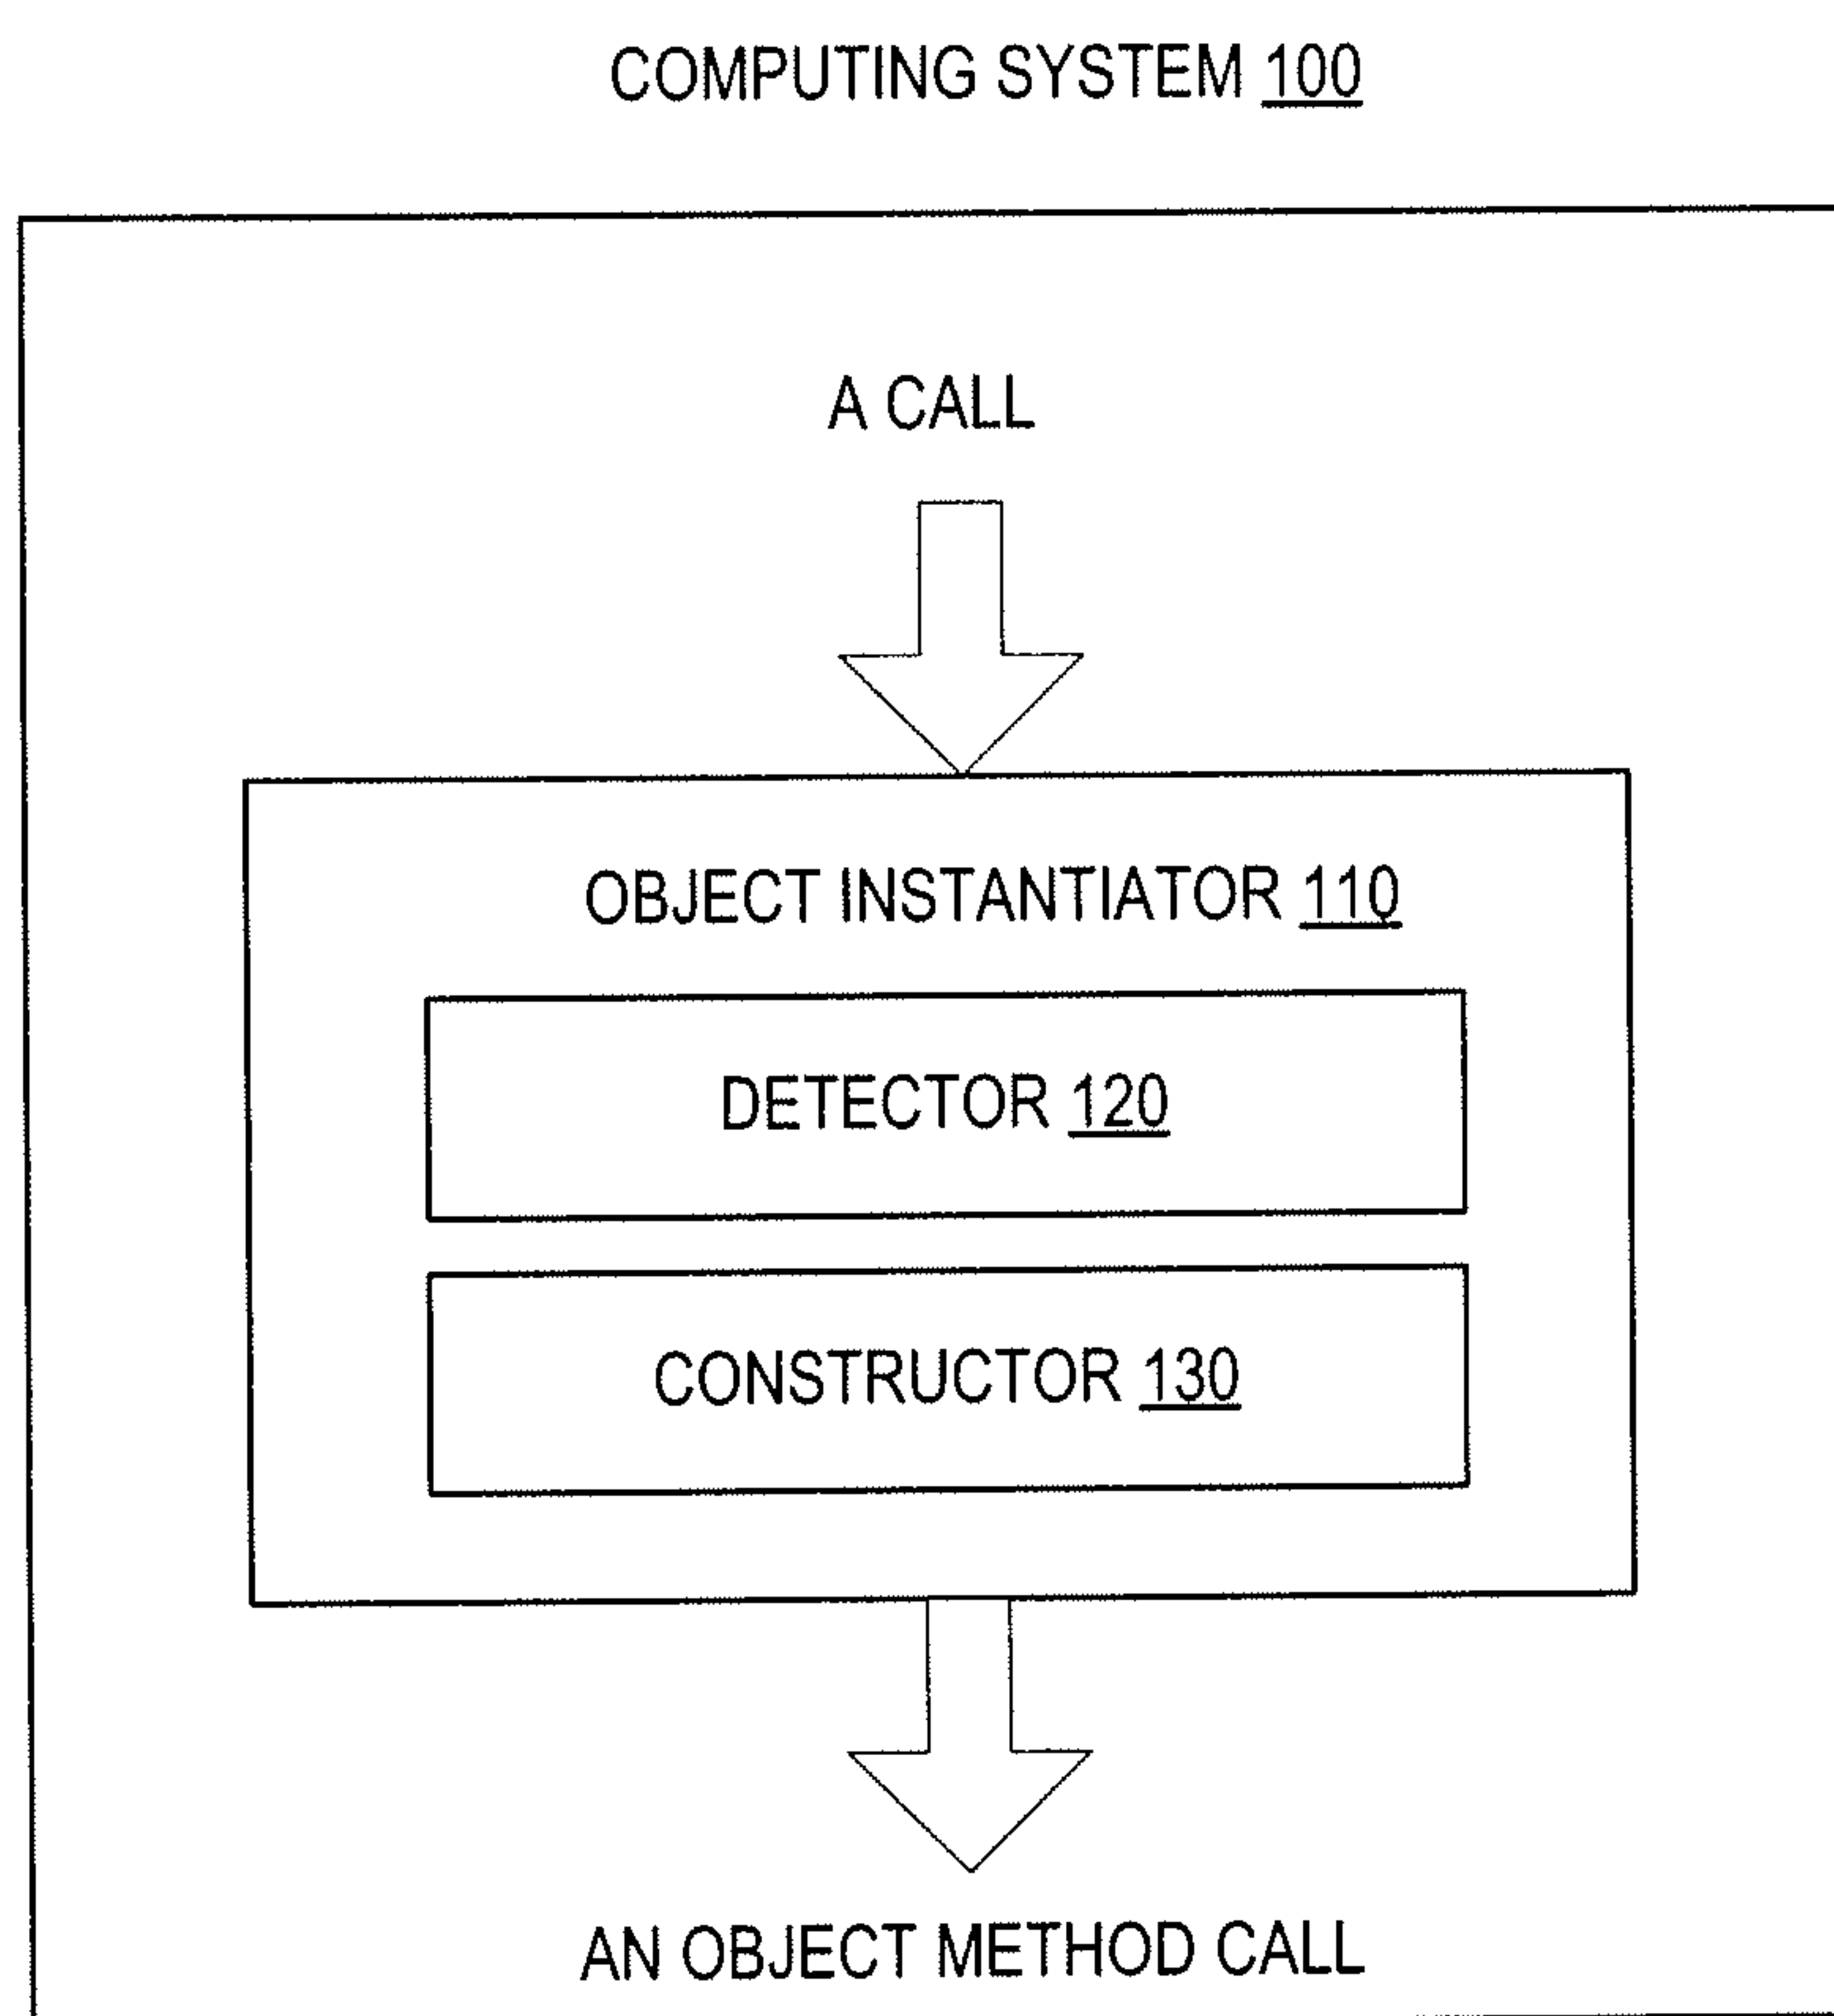 COMPUTING SYSTEM 100
A CALL
OBJECT INSTANTIATOR 110
DETECTOR 120
CONSTRUCTOR 130
AN OBJECT METHOD CALL